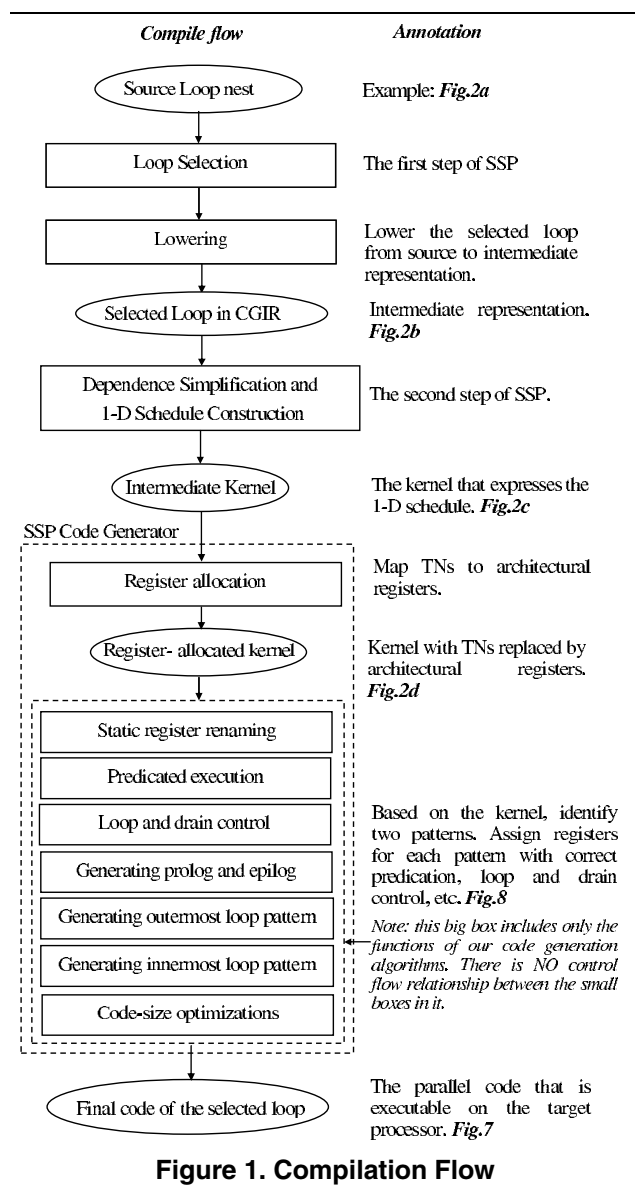 Compile flow Annotation
Source Loop nest
Example: Fig.2a
Loop Selection
The first step of SSP
Lowering
Lower the selected loop
from source to intermediate
representation.
Selected Loop in CGIR
Intermediate representation.
Fig.2b
Dependence Simplification and
1-D Schedule Construction
The second step of SSP.
Intermediate Kernel
The kernel that expresses the
1-D schedule. Fig.2c
SSP Code Generator
Register allocation
Map TNs to architectural
registers.
Register- allocated kernel
Kernel with TNs replaced by
architectural registers.
Fig.2d
Static register renaming
Predicated execution
Loop and drain control
Generating prolog and epilog
Generating outermost loop pattern
Generating innermost loop pattern
Code-size optimizations
Based on the kernel, identify
two patterns. Assign registers
for each pattern with correct
predication, loop and drain
control, etc. Fig.8
Note: this big box includes only the
functions of our code generation
algorithms. There is NO control
flow relationship between the small
boxes in it.
Final code of the selected loop
The parallel code that is
executable on the target
processor. Fig.7
Figure 1. Compilation Flow